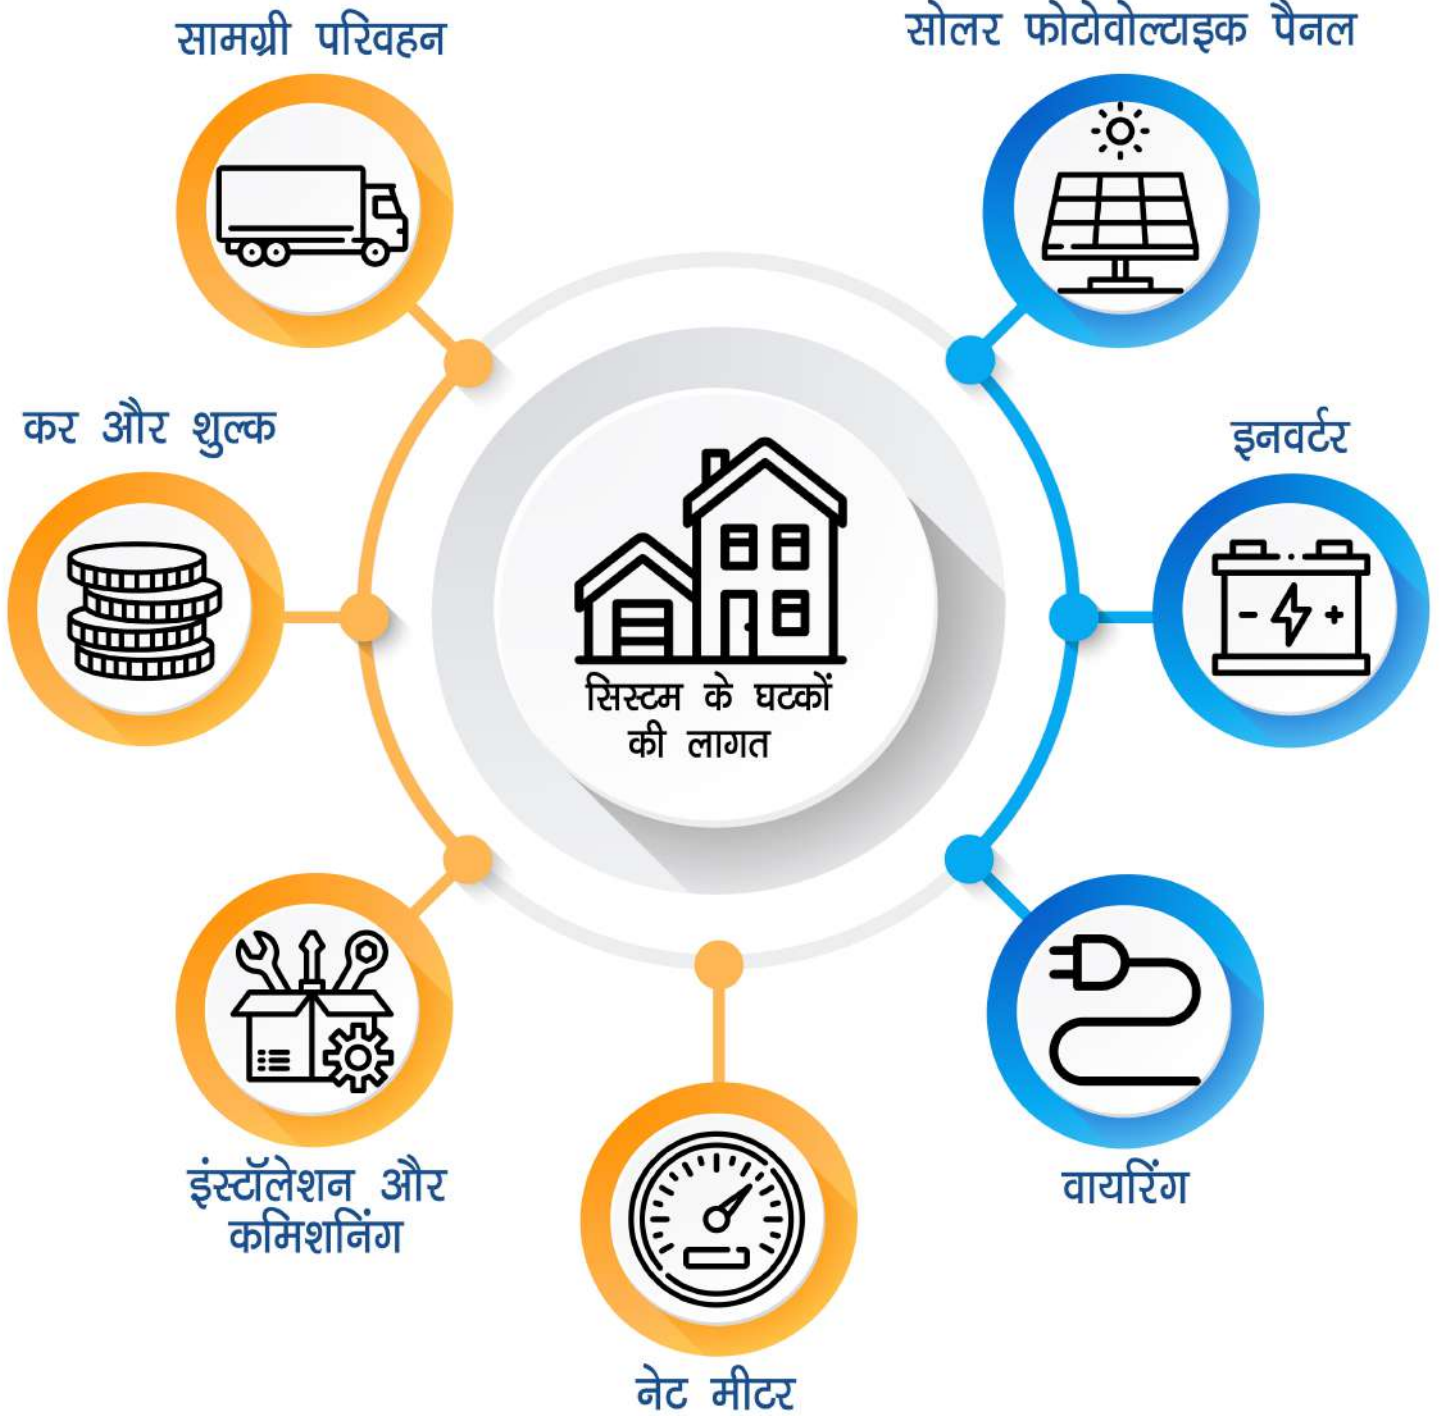 सामग्री परिवहन
सोलर फोटोवोल्टाइक पैनल
कर और शुल्क
इनवर्टर
सिस्टम के घटकों
की लागत
इंस्टॉलेशन और
कमिशनिंग
वायरिंग
नेट मीटर